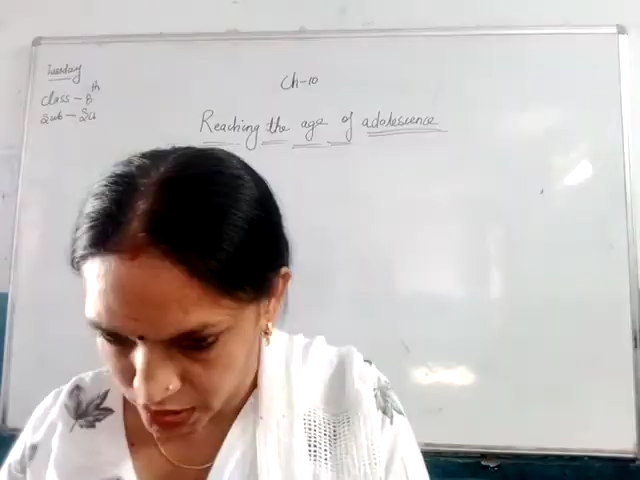 Tuesday
Class - 8th
Sub - Sci
Ch-10
Reaching the age of adolescence